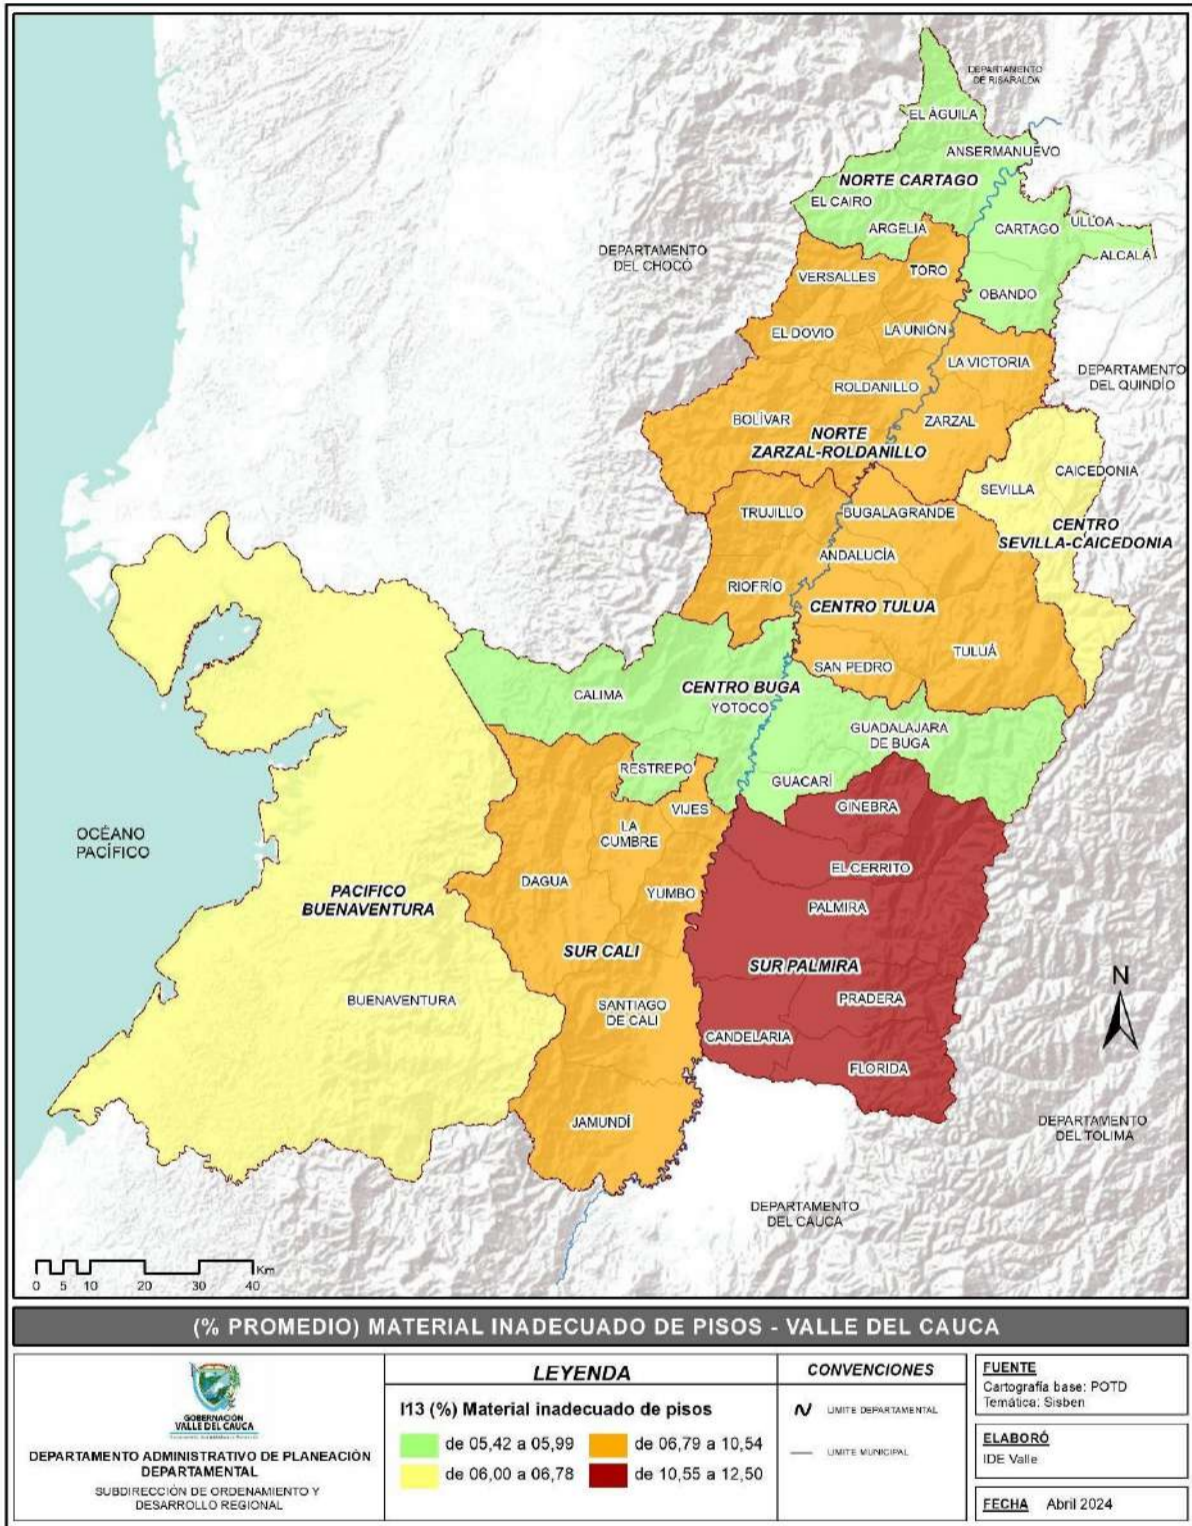 DEPARTAMENTO
DE RISARALDA
EL ÁGUILA
ANSERMANUEVO
NORTE CARTAGO
EL CAIRO
ARGELIA
CARTAGO
ULLOA
ALCALÁ
DEPARTAMENTO
DEL CHOCÓ
VERSALLES
TORO
OBANDO
EL DOVIO
LA UNIÓN
LA VICTORIA
DEPARTAMENTO
DEL QUINDÍO
ROLDANILLO
BOLÍVAR
ZARZAL
NORTE
ZARZAL-ROLDANILLO
CAICEDONIA
SEVILLA
CENTRO
SEVILLA-CAICEDONIA
TRUJILLO
BUGALAGRANDE
ANDALUCÍA
RIOFRÍO
CENTRO TULUA
TULUÁ
SAN PEDRO
CALIMA
CENTRO BUGA
YOTOCO
GUADALAJARA
DE BUGA
RESTREPO
GUACARÍ
VIJES
GINEBRA
OCÉANO
PACÍFICO
LA
CUMBRE
EL CERRITO
DAGUA
YUMBO
PALMIRA
PACIFICO
BUENAVENTURA
SUR CALI
SUR PALMIRA
BUENAVENTURA
SANTIAGO
DE CALI
PRADERA
N
CANDELARIA
FLORIDA
JAMUNDÍ
DEPARTAMENTO
DEL TOLIMA
DEPARTAMENTO
DEL CAUCA
Km
0 5 10 20 30 40
(% PROMEDIO) MATERIAL INADECUADO DE PISOS - VALLE DEL CAUCA
GOBERNACIÓN
VALLE DEL CAUCA
DEPARTAMENTO ADMINISTRATIVO DE PLANEACIÓN
DEPARTAMENTAL
SUBDIRECCIÓN DE ORDENAMIENTO Y
DESARROLLO REGIONAL
LEYENDA
I13 (%) Material inadecuado de pisos
de 05,42 a 05,99
de 06,79 a 10,54
de 06,00 a 06,78
de 10,55 a 12,50
CONVENCIONES
LIMITE DEPARTAMENTAL
LIMITE MUNICIPAL
FUENTE
Cartografía base: POTD
Temática: Sisben
ELABORÓ
IDE Valle
FECHA Abril 2024